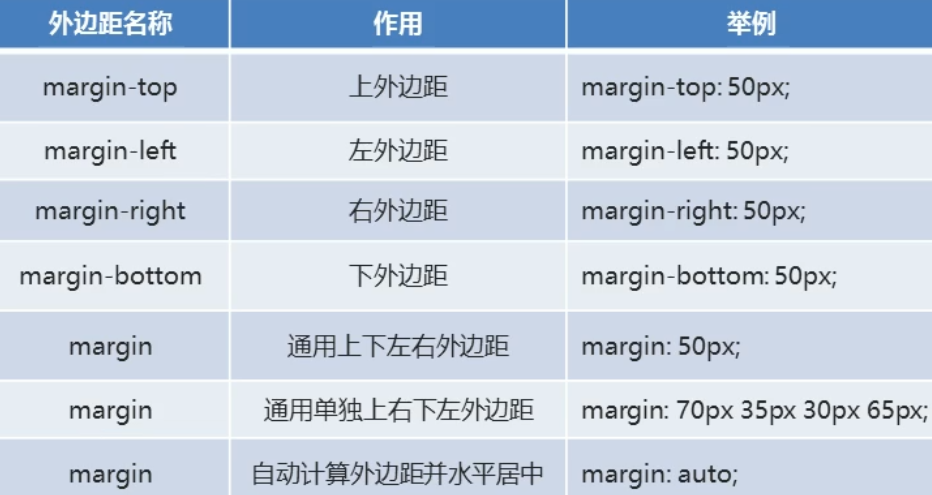 外边距名称 作用 举例
margin-top 上外边距 margin-top: 50px;
margin-left 左外边距 margin-left: 50px;
margin-right 右外边距 margin-right: 50px;
margin-bottom 下外边距 margin-bottom: 50px;
margin 通用上下左右外边距 margin: 50px;
margin 通用单独上右下左外边距 margin: 70px 35px 30px 65px;
margin 自动计算外边距并水平居中 margin: auto;